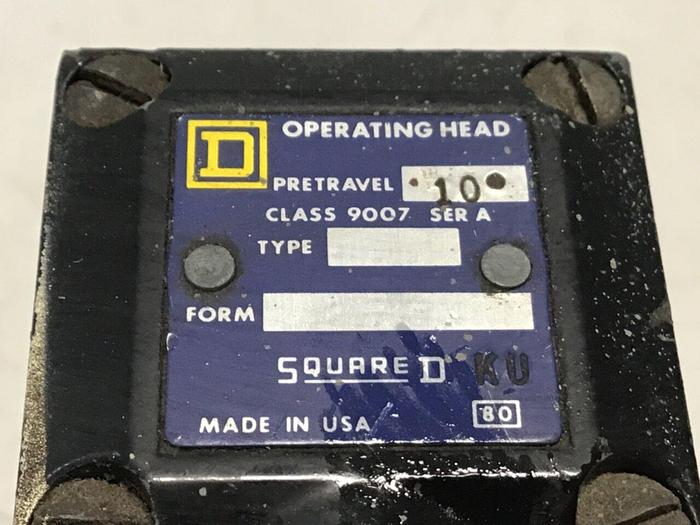 D OPERATING HEAD
PRETRAVEL 10°
CLASS 9007 SER A
TYPE
FORM
SQUARE D KU
MADE IN USA 80